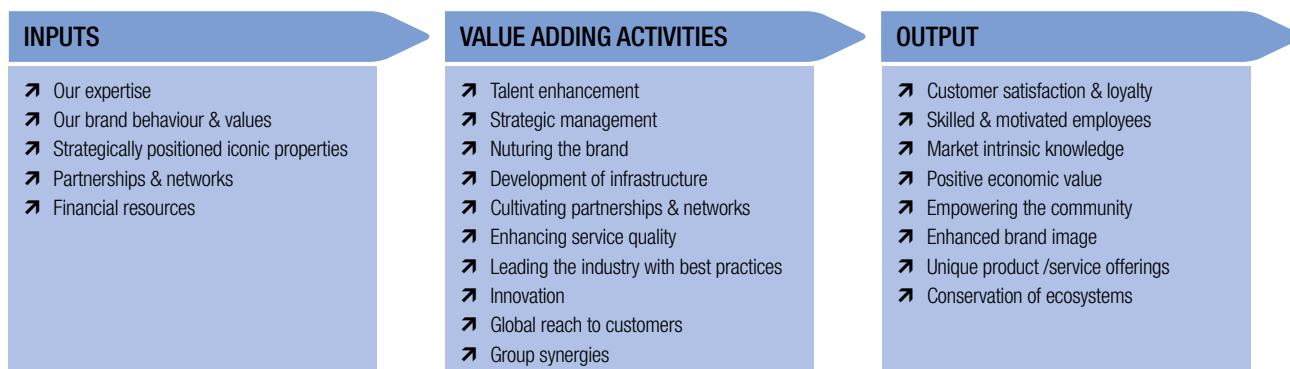 INPUTS
Our expertise
Our brand behaviour & values
Strategically positioned iconic properties
Partnerships & networks
Financial resources
VALUE ADDING ACTIVITIES
Talent enhancement
Strategic management
Nuturing the brand
Development of infrastructure
Cultivating partnerships & networks
Enhancing service quality
Leading the industry with best practices
Innovation
Global reach to customers
Group synergies
OUTPUT
Customer satisfaction & loyalty
Skilled & motivated employees
Market intrinsic knowledge
Positive economic value
Empowering the community
Enhanced brand image
Unique product /service offerings
Conservation of ecosystems